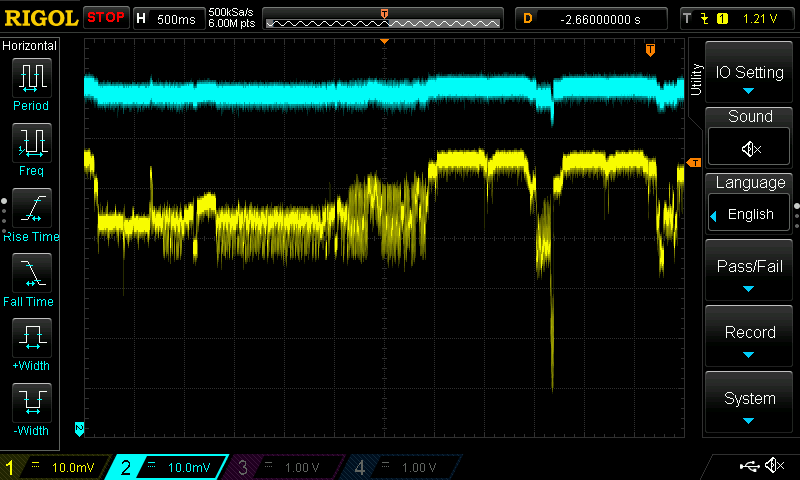 RIGOL STOP H 500ms 500kSa/s 6.00M pts T D -2.66000000 s T 1 1.21 V
Horizontal
Period
Freq
Rise Time
Fall Time
+Width
-Width
T
T
2
Utility
IO Setting
Sound
Language
English
Pass/Fail
Record
System
1 10.0mV 2 10.0mV 3 1.00 V 4 1.00 V